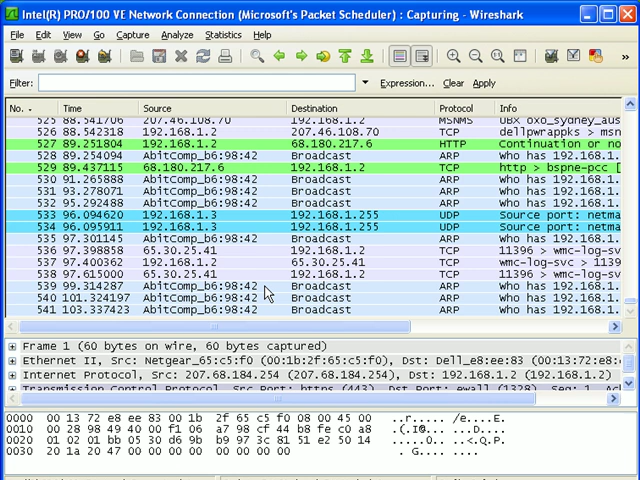 Intel(R) PRO/100 VE Network Connection (Microsoft's Packet Scheduler) : Capturing - Wireshark
File Edit View Go Capture Analyze Statistics Help
Filter: Expression... Clear Apply
No. Time Source Destination Protocol Info
525 88.541706 207.46.108.70 192.168.1.2 MSNMS UBX oxo_sydney_aus
526 88.542318 192.168.1.2 207.46.108.70 TCP dellpwrappks > msn
527 89.251804 192.168.1.2 68.180.217.6 HTTP Continuation or no
528 89.254094 AbitComp_b6:98:42 Broadcast ARP Who has 192.168.1.
529 89.437115 68.180.217.6 192.168.1.2 TCP http > bspne-pcc [
530 91.265888 AbitComp_b6:98:42 Broadcast ARP Who has 192.168.1.
531 93.278071 AbitComp_b6:98:42 Broadcast ARP Who has 192.168.1.
532 95.292488 AbitComp_b6:98:42 Broadcast ARP Who has 192.168.1.
533 96.094620 192.168.1.3 192.168.1.255 UDP Source port: netma
534 96.095911 192.168.1.3 192.168.1.255 UDP Source port: netma
535 97.301145 AbitComp_b6:98:42 Broadcast ARP Who has 192.168.1.
536 97.398858 65.30.25.41 192.168.1.2 TCP 11396 > wmc-log-sv
537 97.400362 192.168.1.2 65.30.25.41 TCP wmc-log-svc > 1139
538 97.615000 65.30.25.41 192.168.1.2 TCP 11396 > wmc-log-sv
539 99.314287 AbitComp_b6:98:42 Broadcast ARP Who has 192.168.1.
540 101.324197 AbitComp_b6:98:42 Broadcast ARP Who has 192.168.1.
541 103.337423 AbitComp_b6:98:42 Broadcast ARP Who has 192.168.1.
Frame 1 (60 bytes on wire, 60 bytes captured)
Ethernet II, Src: Netgear_65:c5:f0 (00:1b:2f:65:c5:f0), Dst: Dell_e8:ee:83 (00:13:72:e8:
Internet Protocol, Src: 207.68.184.254 (207.68.184.254), Dst: 192.168.1.2 (192.168.1.2)
Transmission Control Protocol, Src Port: https (443), Dst Port: ewall (1328), Seq: 1, Ac
0000 00 13 72 e8 ee 83 00 1b 2f 65 c5 f0 08 00 45 00 ..r..... /e....E.
0010 00 28 98 49 40 00 f1 06 a7 98 cf 44 b8 fe c0 a8 .(.I@... ...D....
0020 01 02 01 bb 05 30 d6 9b b9 97 3c 81 51 e2 50 14 .....0.. ..<.Q.P.
0030 20 1a 20 47 00 00 00 00 00 00 00 00 . G.... ....